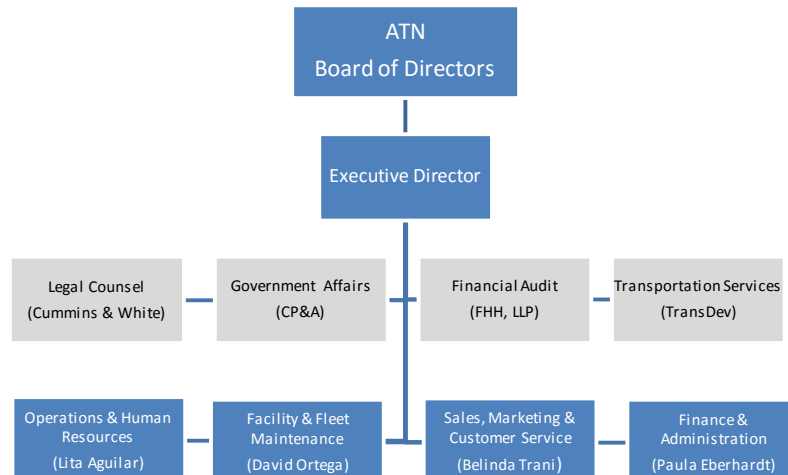 ATN
Board of Directors
Executive Director
Legal Counsel
(Cummins & White)
Government Affairs
(CP&A)
Financial Audit
(FHH, LLP)
Transportation Services
(TransDev)
Operations & Human
Resources
(Lita Aguilar)
Facility & Fleet
Maintenance
(David Ortega)
Sales, Marketing &
Customer Service
(Belinda Trani)
Finance &
Administration
(Paula Eberhardt)